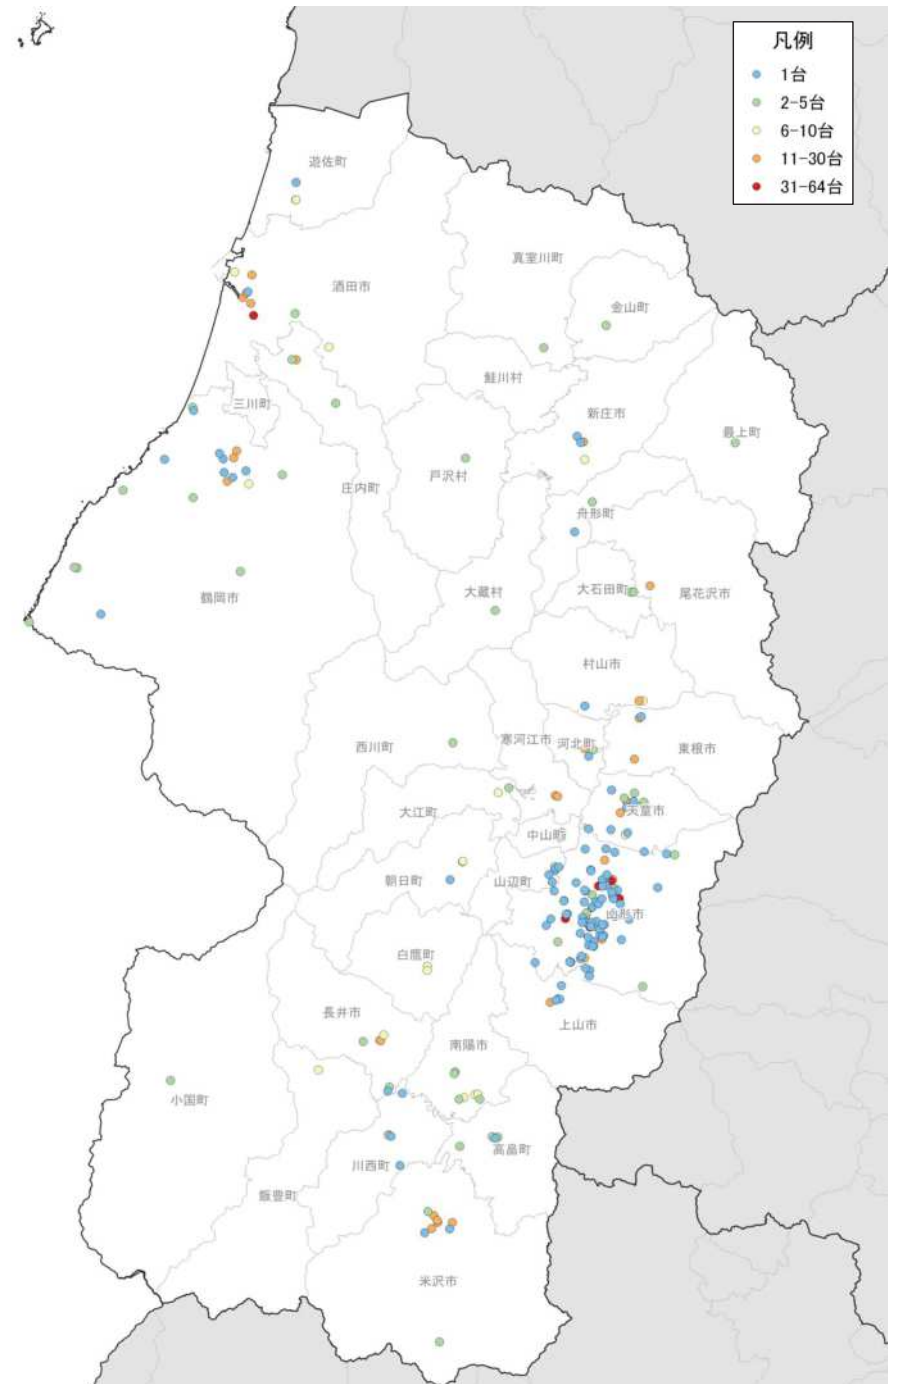 凡例
1台
2-5台
6-10台
11-30台
31-64台
遊佐町
真室川町
酒田市
金山町
鮭川村
三川町
新庄市
最上町
戸沢村
庄内町
舟形町
大石田町
大蔵村
尾花沢市
鶴岡市
村山市
寒河江市
河北町
西川町
東根市
大江町
天童市
中山町
朝日町
山辺町
山形市
白鷹町
長井市
上山市
南陽市
小国町
高畠町
川西町
飯豊町
米沢市